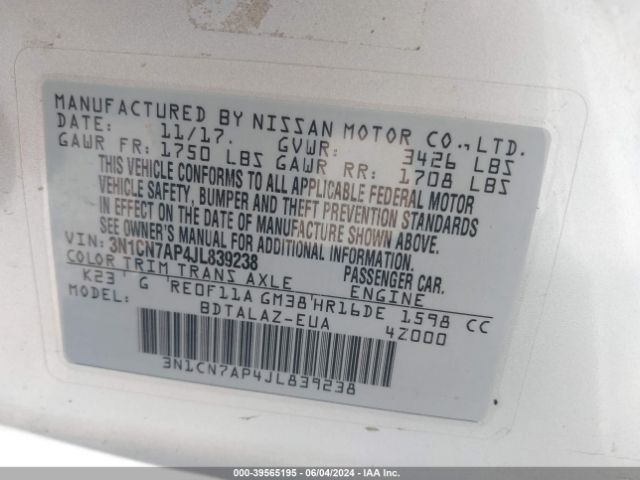 MANUFACTURED BY NISSAN MOTOR CO., LTD.
DATE: 11/17. GVWR: 3426 LBS
GAWR FR: 1750 LBS GAWR RR: 1708 LBS
THIS VEHICLE CONFORMS TO ALL APPLICABLE FEDERAL MOTOR
VEHICLE SAFETY, BUMPER AND THEFT PREVENTION STANDARDS
IN EFFECT ON THE DATE OF MANUFACTURE SHOWN ABOVE.
SEE OWNER'S MANUAL FOR ADDITIONAL INFORMATION.
VIN: 3N1CN7AP4JL839238 PASSENGER CAR.
COLOR TRIM TRANS AXLE ENGINE
K23 ' G ' RE0F11A GM38 ' HR16DE 1598 CC
MODEL: BDTALAZ-EUA 4Z000
3N1CN7AP4JL839238
000-39565195 - 06/04/2024 - IAA Inc.